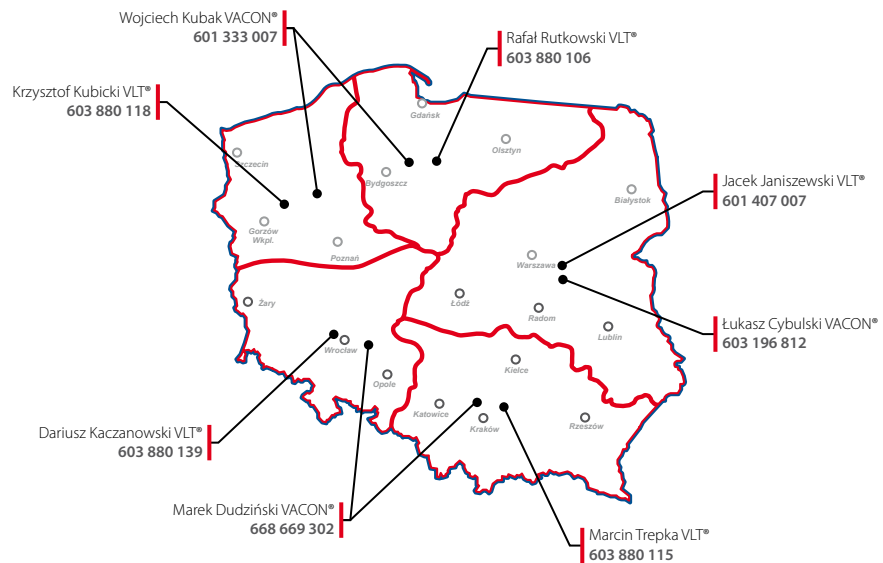 Wojciech Kubak VACON®
601 333 007
Rafał Rutkowski VLT®
603 880 106
Krzysztof Kubicki VLT®
603 880 118
Gdańsk
Olsztyn
Szczecin
Bydgoszcz
Jacek Janiszewski VLT®
601 407 007
Białystok
Gorzów
Wkpl.
Poznań
Warszawa
Żary
Łódź
Radom
Lublin
Łukasz Cybulski VACON®
603 196 812
Wrocław
Kielce
Opole
Katowice
Kraków
Rzeszów
Dariusz Kaczanowski VLT®
603 880 139
Marek Dudziński VACON®
668 669 302
Marcin Trepka VLT®
603 880 115